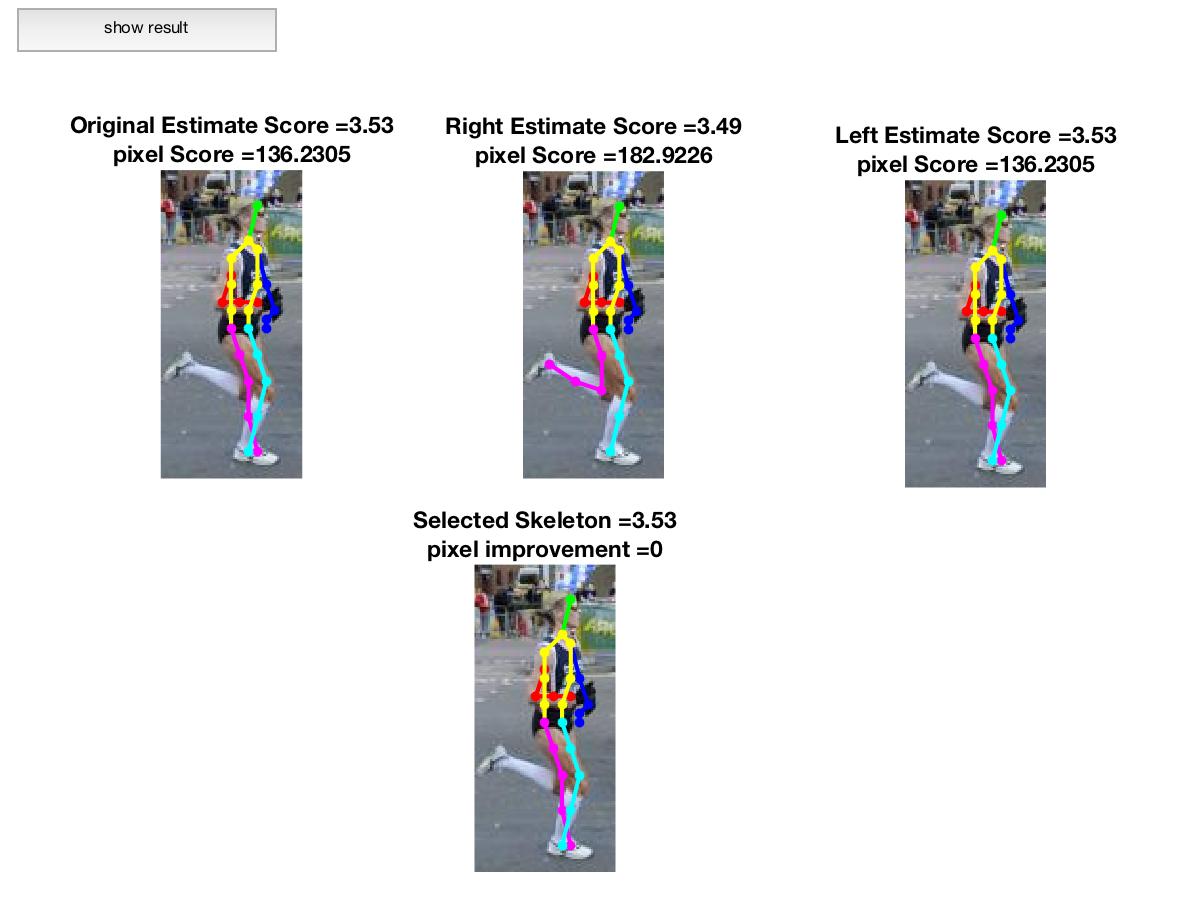 show result
Original Estimate Score =3.53
pixel Score =136.2305
Right Estimate Score =3.49
pixel Score =182.9226
Left Estimate Score =3.53
pixel Score =136.2305
Selected Skeleton =3.53
pixel improvement =0